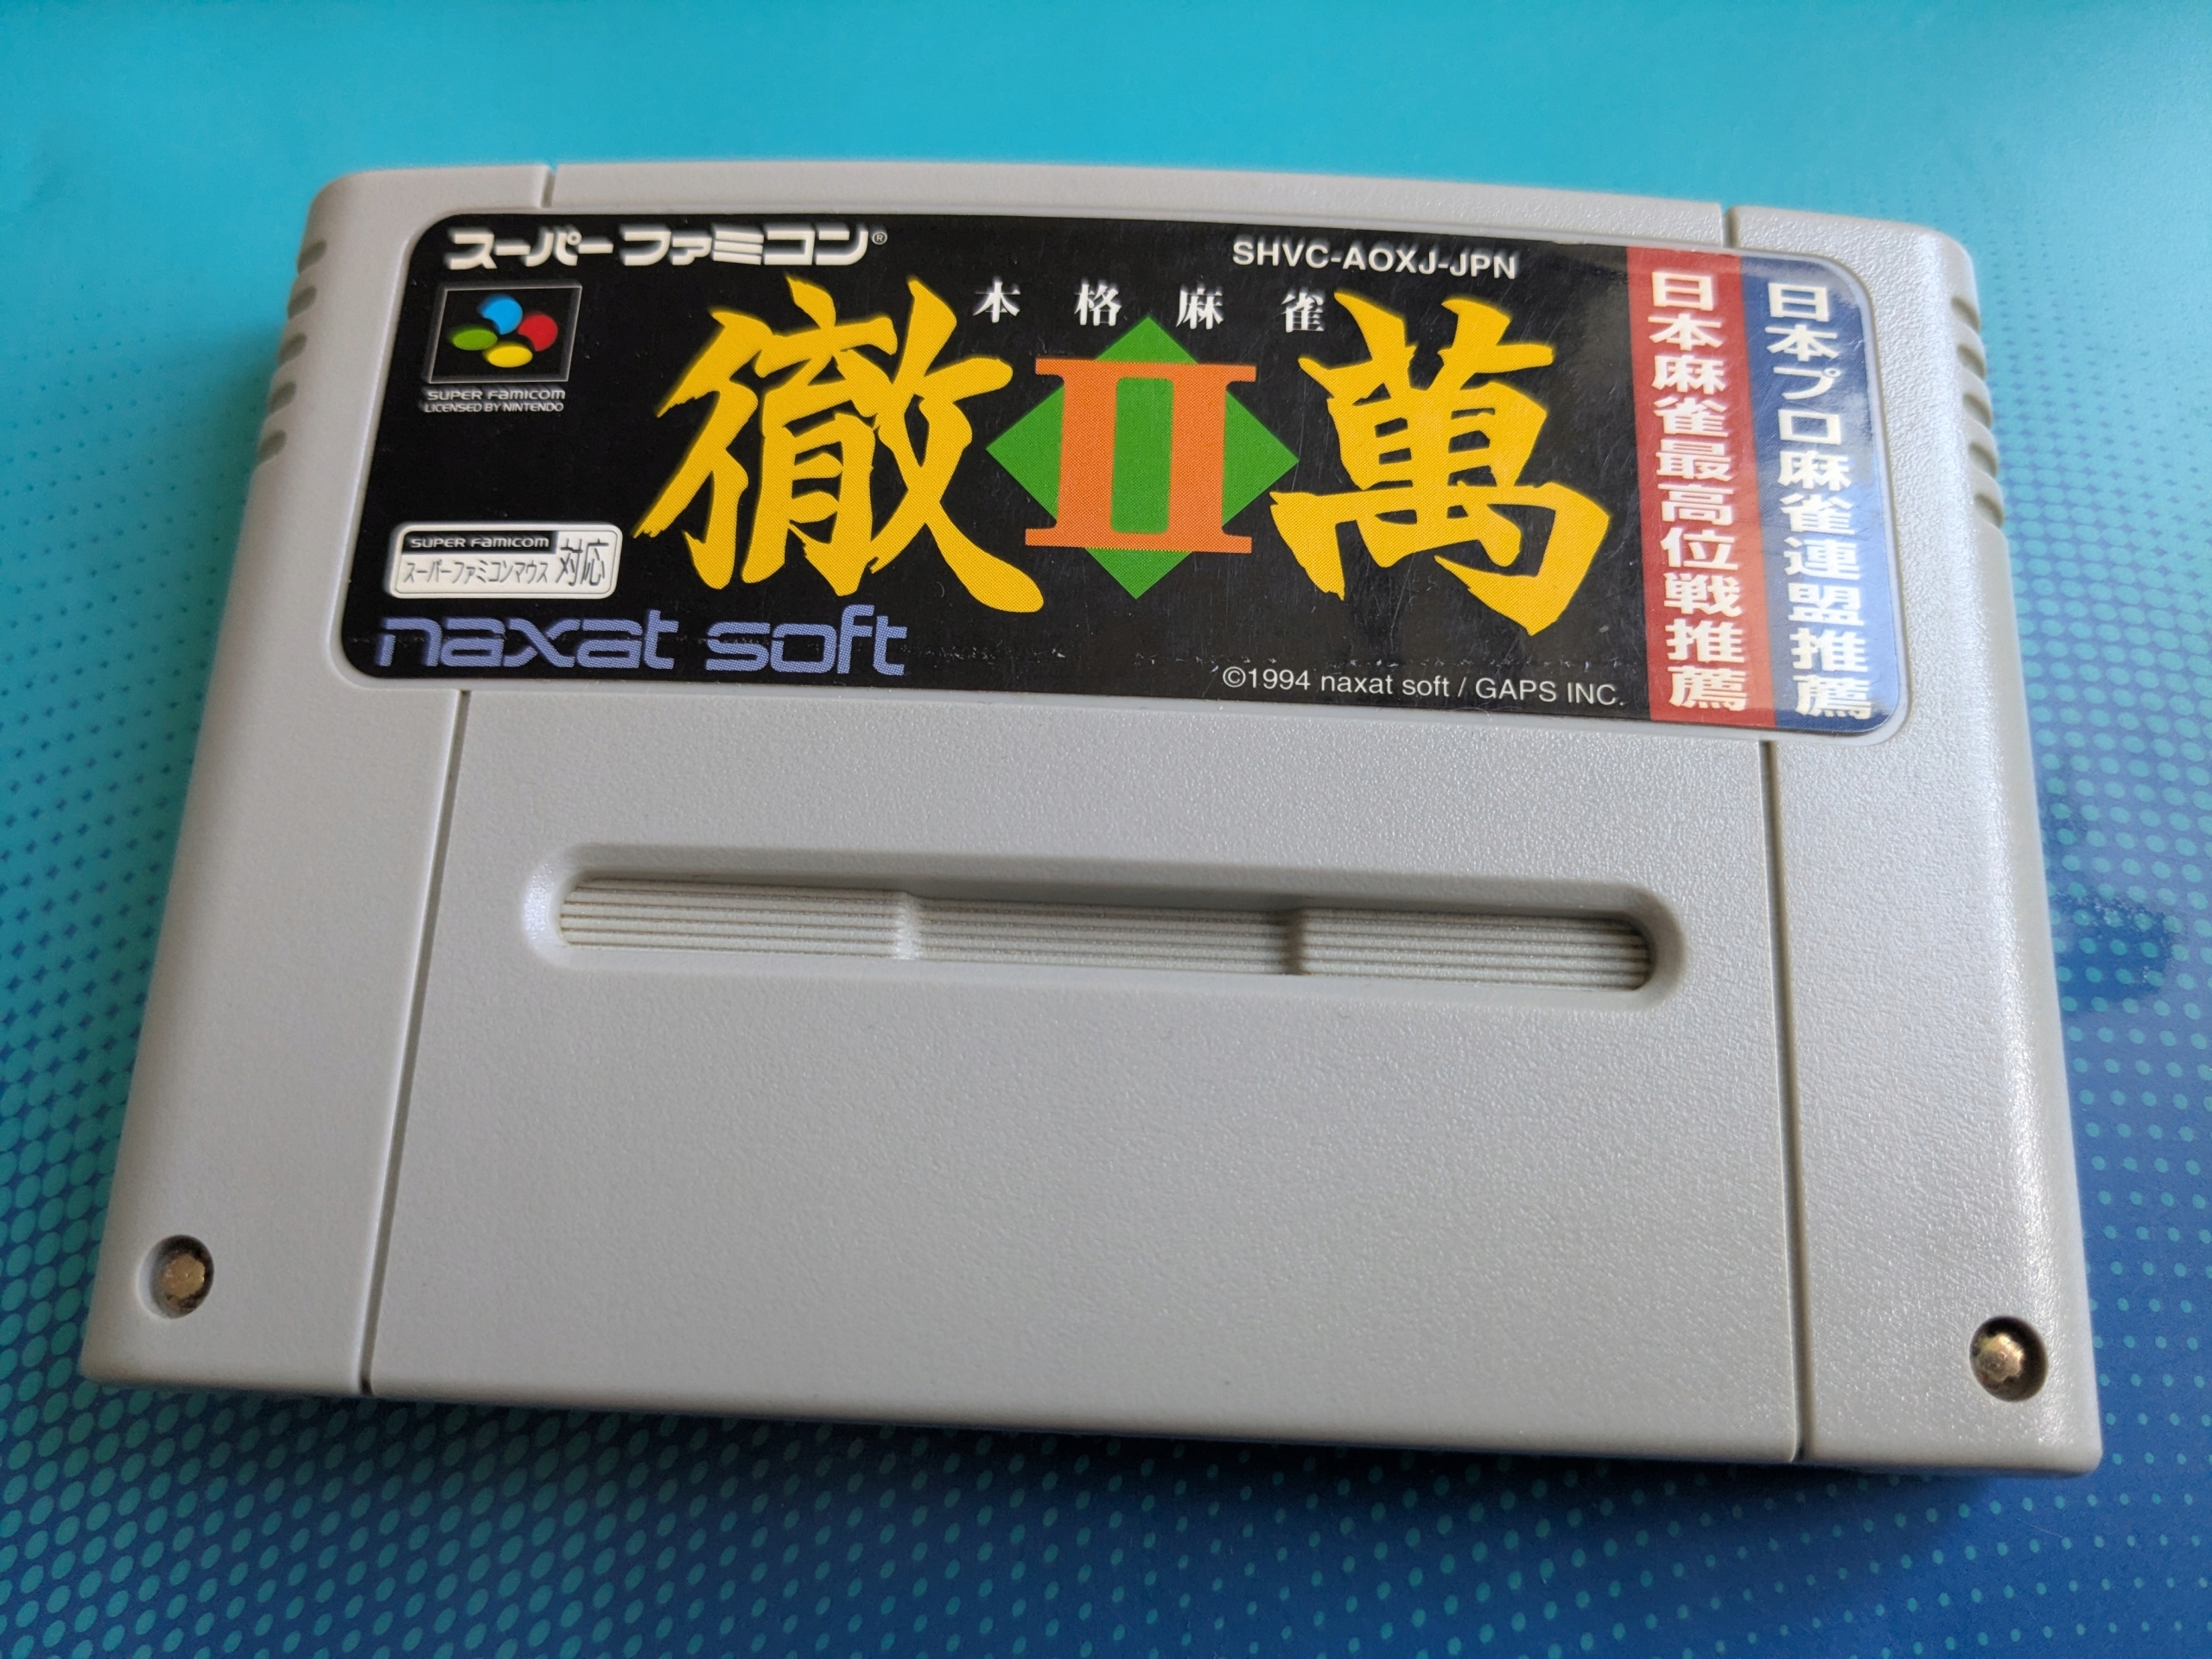 スーパーファミコン®
SHVC-AOXJ-JPN
SUPER FAMICOM
LICENSED BY NINTENDO
本格麻雀
徹II萬
SUPER FAMICOM
スーパーファミコンマウス対応
naxat soft
©1994 naxat soft / GAPS INC.
日本プロ麻雀連盟推薦
日本麻雀最高位戦推薦